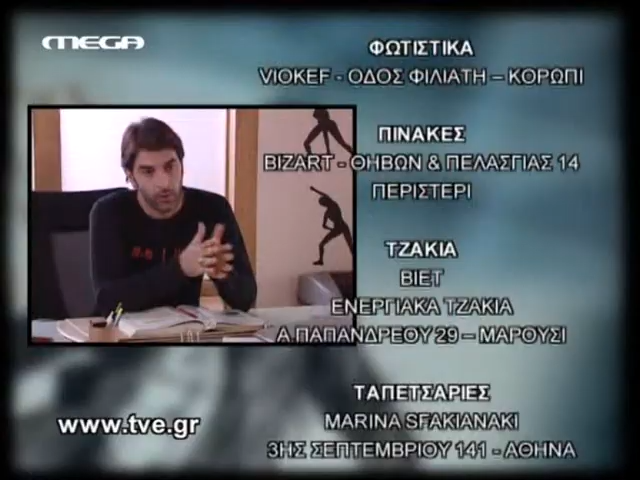 MEGA
ΦΩΤΙΣΤΙΚΑ
VIOKEF - ΟΔΟΣ ΦΙΛΙΑΤΗ – ΚΟΡΩΠΙ
ΠΙΝΑΚΕΣ
BIZART - ΘΗΒΩΝ & ΠΕΛΑΣΓΙΑΣ 14
ΠΕΡΙΣΤΕΡΙ
ΤΖΑΚΙΑ
ΒΙΕΤ
ΕΝΕΡΓΙΑΚΑ ΤΖΑΚΙΑ
Α.ΠΑΠΑΝΔΡΕΟΥ 29 – ΜΑΡΟΥΣΙ
ΤΑΠΕΤΣΑΡΙΕΣ
MARINA SFAKIANAKI
3ΗΣ ΣΕΠΤΕΜΒΡΙΟΥ 141 - ΑΘΗΝΑ
www.tve.gr